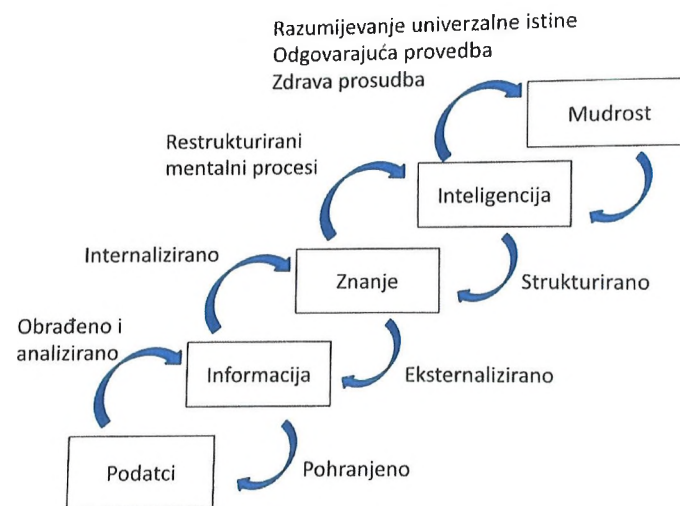 Razumijevanje univerzalne istine
Odgovarajuća provedba
Zdrava prosudba
Mudrost
Restrukturirani
mentalni procesi
Inteligencija
Internalizirano
Znanje
Strukturirano
Obrađeno i
analizirano
Informacija
Eksternalizirano
Podatci
Pohranjeno